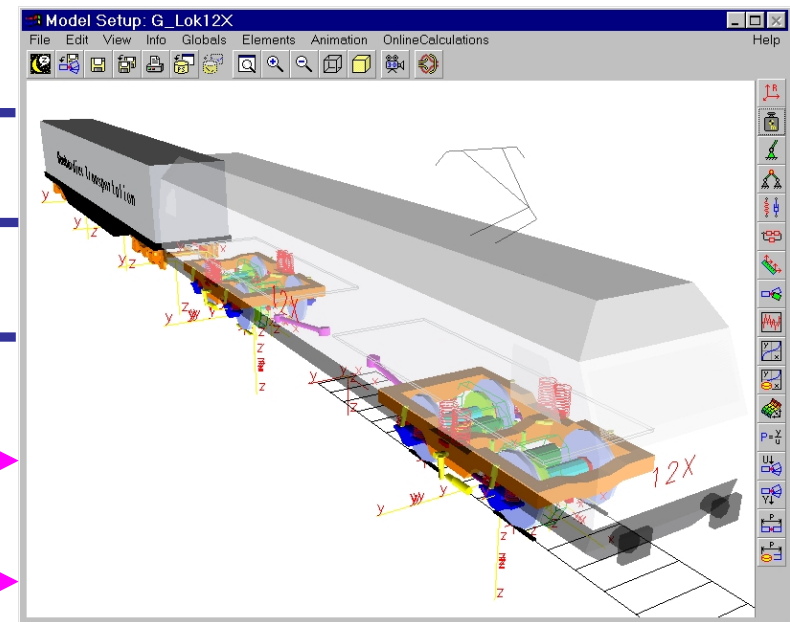 Model Setup: G_Lok12X
File Edit View Info Globals Elements Animation OnlineCalculations Help
12X
12X
y
y
z
y
z
y
z
y
z
z
y
y
z
z
z
R
P=
y
u
U
Y
P
P